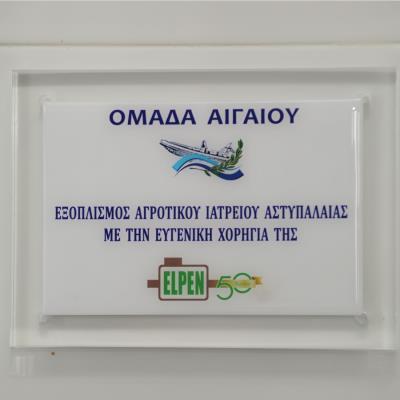 ΟΜΑΔΑ ΑΙΓΑΙΟΥ
ΕΞΟΠΛΙΣΜΟΣ ΑΓΡΟΤΙΚΟΥ ΙΑΤΡΕΙΟΥ ΑΣΤΥΠΑΛΑΙΑΣ
ΜΕ ΤΗΝ ΕΥΓΕΝΙΚΗ ΧΟΡΗΓΙΑ ΤΗΣ
ELPEN 50